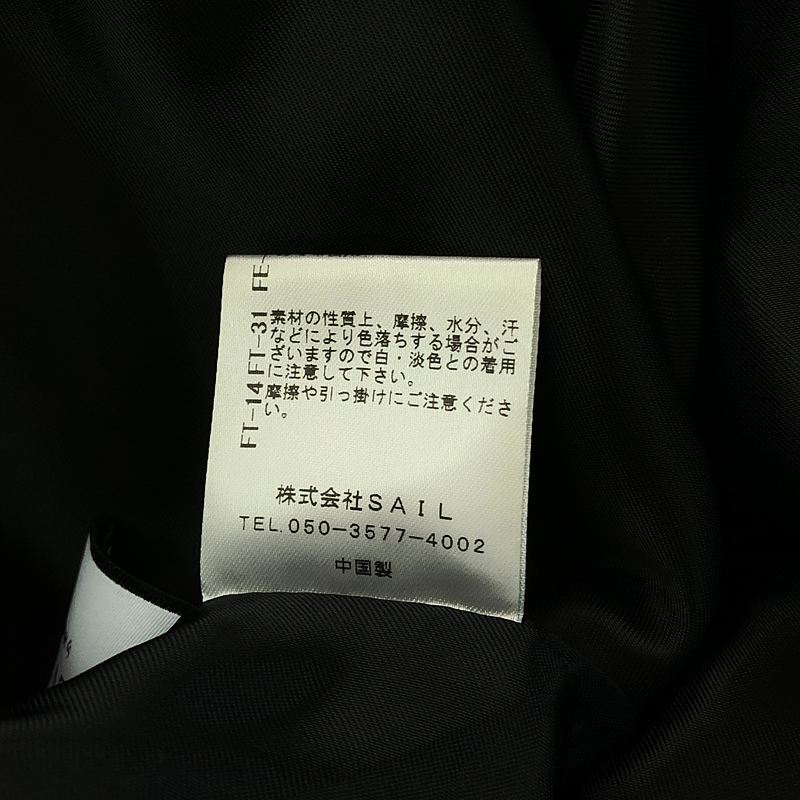 FE-
FT-31
FT-14
素材の性質上、摩擦、水分、汗
などにより色落ちする場合がご
ざいますので白・淡色との着用
に注意して下さい。
摩擦や引っ掛けにご注意くださ
い。
株式会社SAIL
TEL.050-3577-4002
中国製